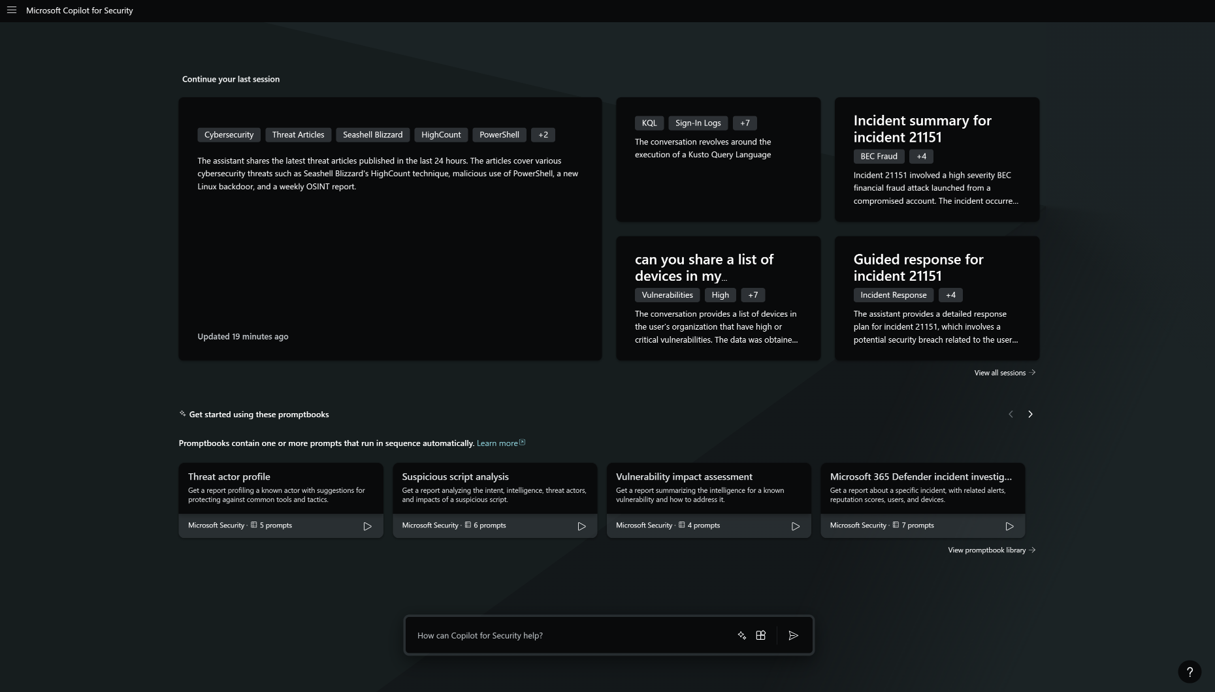 Microsoft Copilot for Security
Continue your last session
Cybersecurity Threat Articles Seashell Blizzard HighCount PowerShell +2
The assistant shares the latest threat articles published in the last 24 hours. The articles cover various
cybersecurity threats such as Seashell Blizzard's HighCount technique, malicious use of PowerShell, a new
Linux backdoor, and a weekly OSINT report.
Updated 19 minutes ago
KQL Sign-In Logs +7
The conversation revolves around the
execution of a Kusto Query Language
Incident summary for
incident 21151
BEC Fraud +4
Incident 21151 involved a high severity BEC
financial fraud attack launched from a
compromised account. The incident occurre...
can you share a list of
devices in my...
Vulnerabilities High +7
The conversation provides a list of devices in
the user's organization that have high or
critical vulnerabilities. The data was obtaine...
Guided response for
incident 21151
Incident Response +4
The assistant provides a detailed response
plan for incident 21151, which involves a
potential security breach related to the user...
View all sessions
Get started using these promptbooks
Promptbooks contain one or more prompts that run in sequence automatically. Learn more
Threat actor profile
Get a report profiling a known actor with suggestions for
protecting against common tools and tactics.
Microsoft Security · 5 prompts
Suspicious script analysis
Get a report analyzing the intent, intelligence, threat actors,
and impacts of a suspicious script.
Microsoft Security · 6 prompts
Vulnerability impact assessment
Get a report summarizing the intelligence for a known
vulnerability and how to address it.
Microsoft Security · 4 prompts
Microsoft 365 Defender incident investig...
Get a report about a specific incident, with related alerts,
reputation scores, users, and devices.
Microsoft Security · 7 prompts
View promptbook library
How can Copilot for Security help?
?